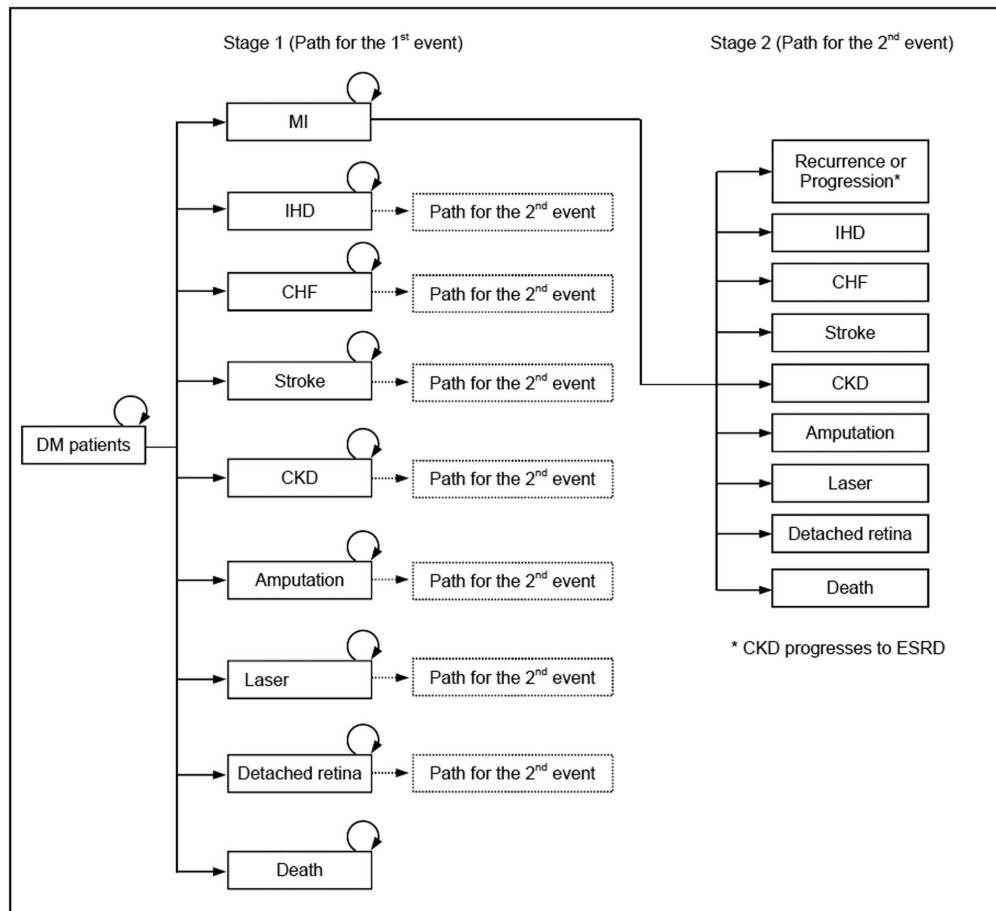 Stage 1 (Path for the 1st event)
Stage 2 (Path for the 2nd event)
DM patients
MI
IHD
Path for the 2nd event
CHF
Path for the 2nd event
Stroke
Path for the 2nd event
CKD
Path for the 2nd event
Amputation
Path for the 2nd event
Laser
Path for the 2nd event
Detached retina
Path for the 2nd event
Death
Recurrence or
Progression*
IHD
CHF
Stroke
CKD
Amputation
Laser
Detached retina
Death
* CKD progresses to ESRD